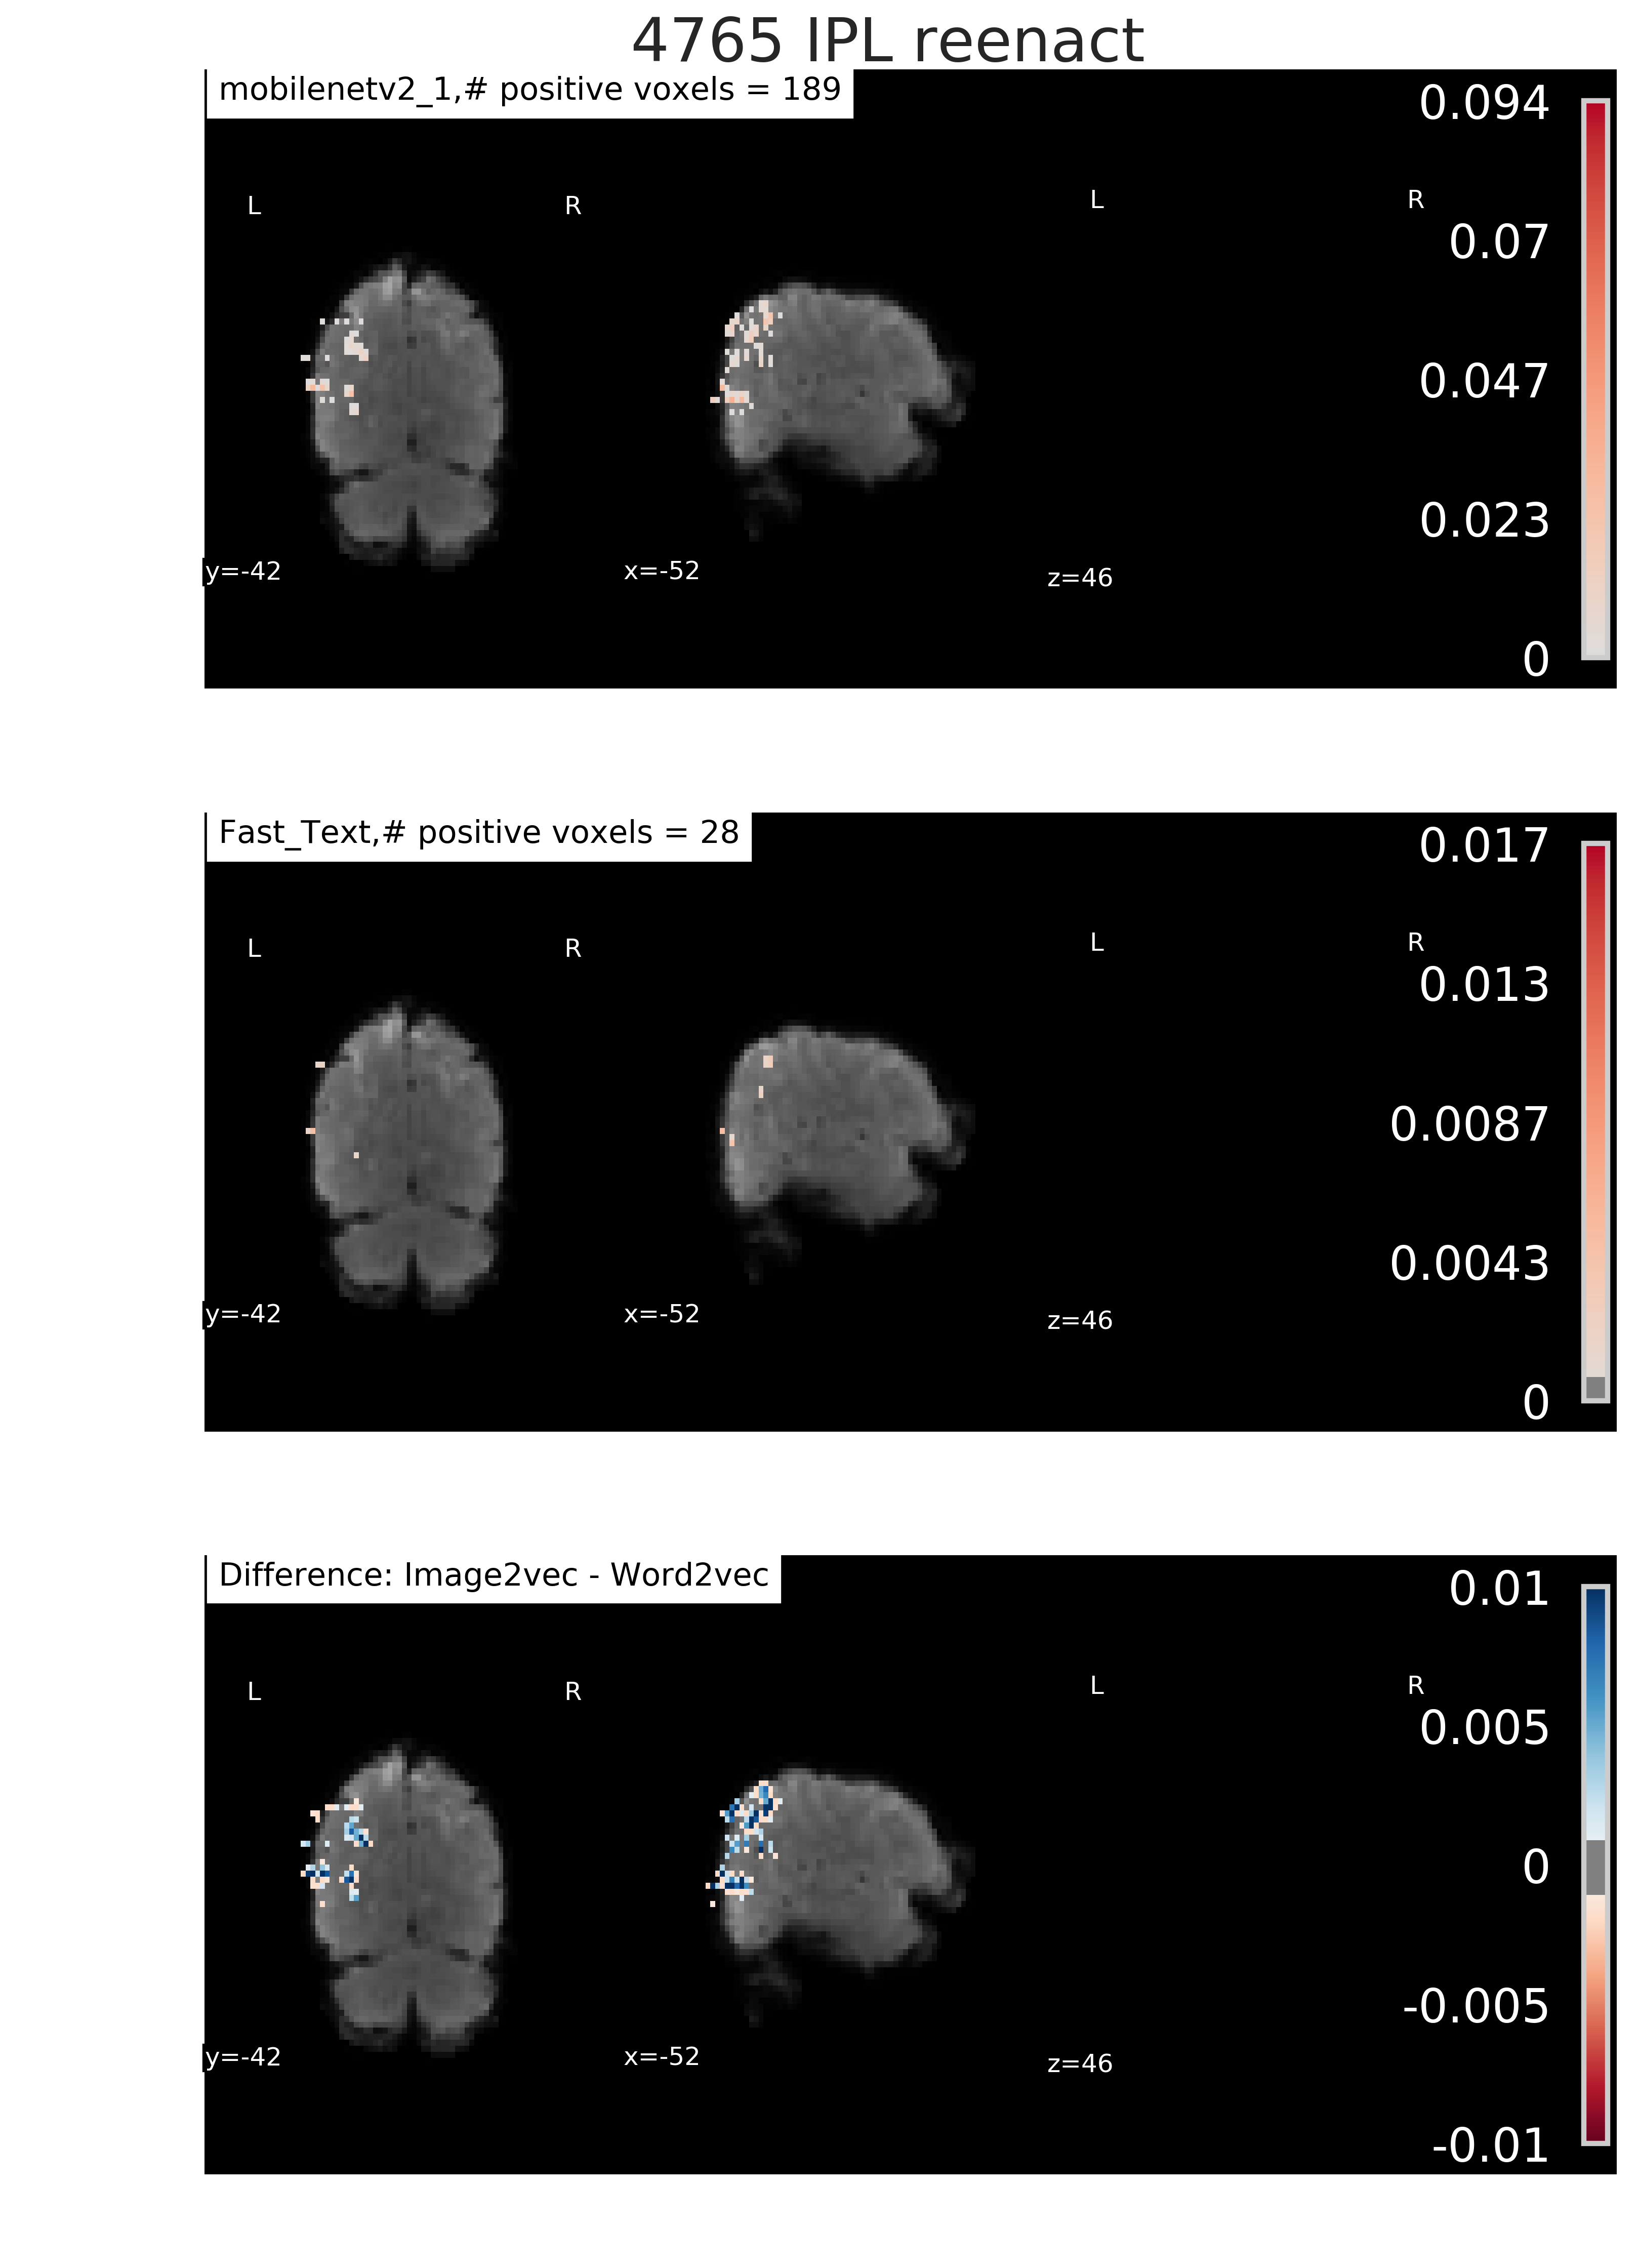 4765 IPL reenact
mobilenetv2_1,# positive voxels = 189
0.094
L R L R
0.07
0.047
0.023
y=-42 x=-52 z=46
0
Fast_Text,# positive voxels = 28
0.017
L R L R
0.013
0.0087
0.0043
y=-42 x=-52 z=46
0
Difference: Image2vec - Word2vec
0.01
L R L R
0.005
0
-0.005
y=-42 x=-52 z=46
-0.01